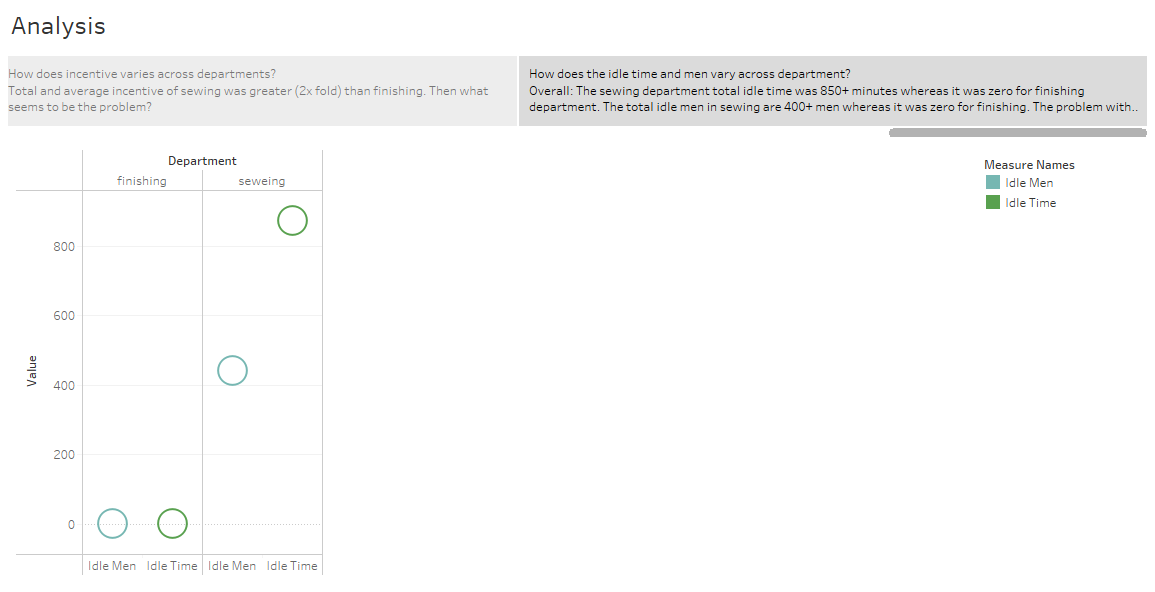 Analysis
How does incentive varies across departments?
Total and average incentive of sewing was greater (2x fold) than finishing. Then what
seems to be the problem?
How does the idle time and men vary across department?
Overall: The sewing department total idle time was 850+ minutes whereas it was zero for finishing
department. The total idle men in sewing are 400+ men whereas it was zero for finishing. The problem with..
Department
finishing seweing
Measure Names
Idle Men
Idle Time
Value
800
600
400
200
0
Idle Men Idle Time Idle Men Idle Time